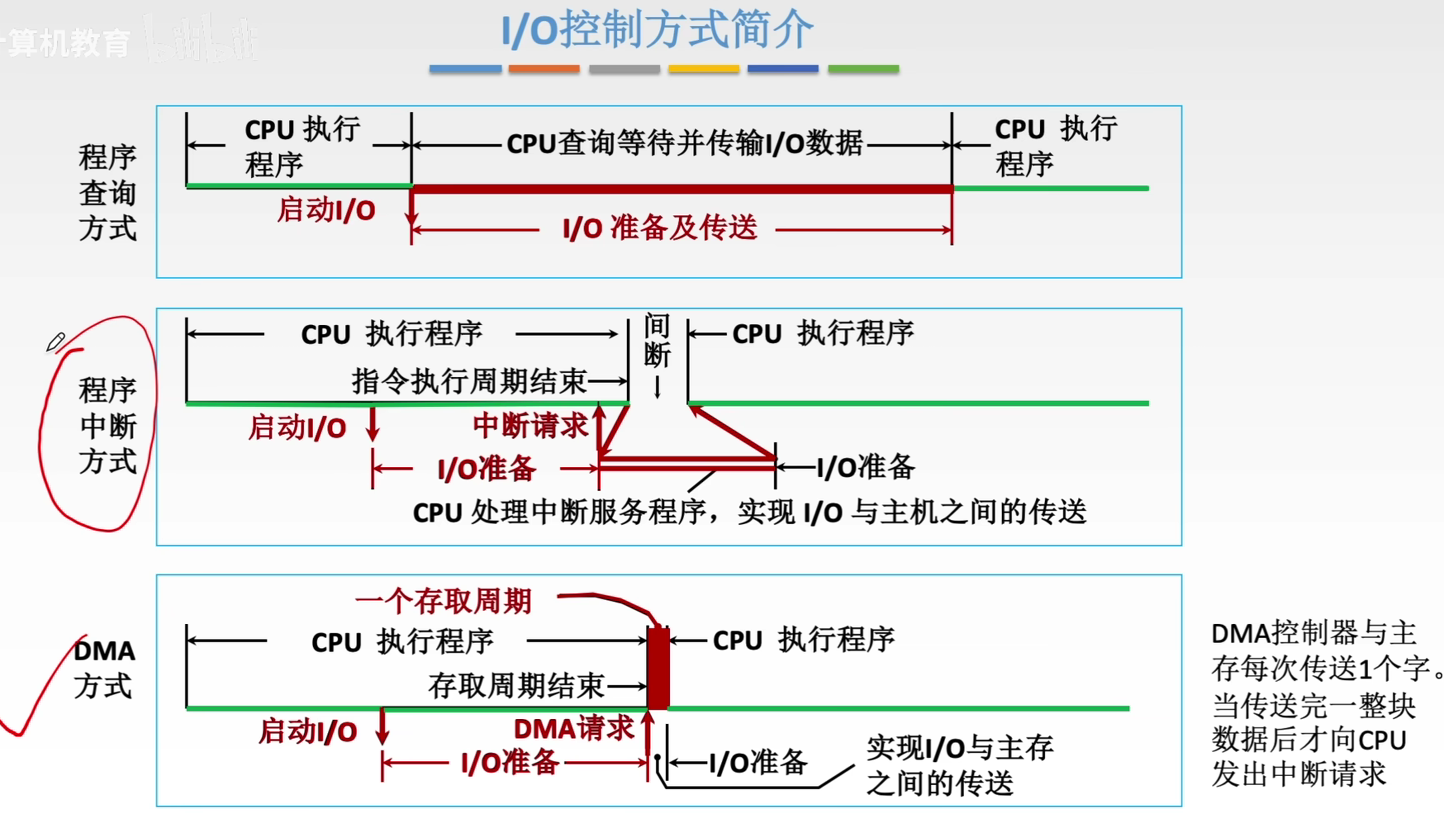 I/O控制方式简介
算机教育 bilibili
程序
查询
方式
CPU 执行
程序
CPU查询等待并传输I/O数据
CPU 执行
程序
启动I/O
I/O 准备及传送
程序
中断
方式
CPU 执行程序
间
断
CPU 执行程序
指令执行周期结束
启动I/O
中断请求
I/O准备
I/O准备
CPU 处理中断服务程序，实现 I/O 与主机之间的传送
DMA
方式
一个存取周期
CPU 执行程序
CPU 执行程序
存取周期结束
启动I/O
DMA请求
I/O准备
I/O准备
实现I/O与主存
之间的传送
DMA控制器与主
存每次传送1个字。
当传送完一整块
数据后才向CPU
发出中断请求